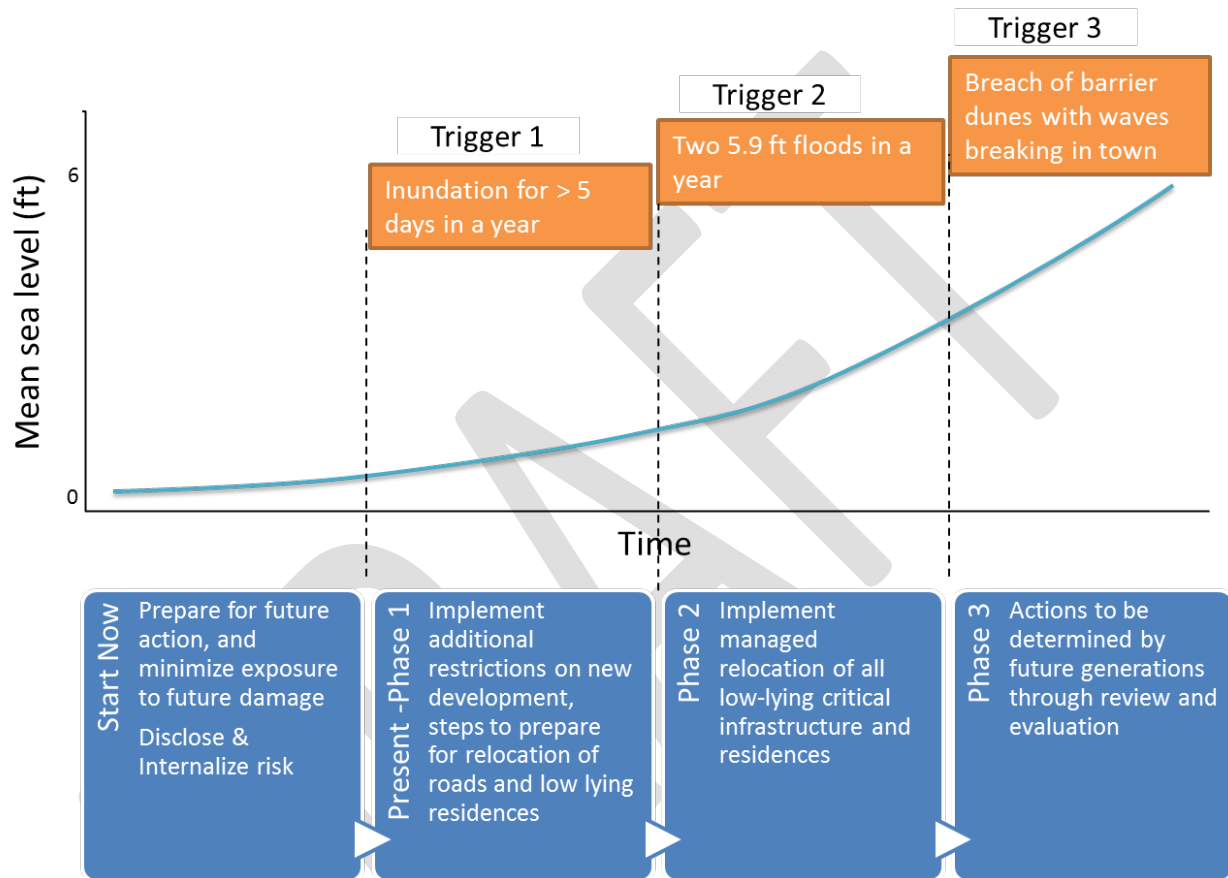 Trigger 3
Breach of barrier
dunes with waves
breaking in town
Trigger 2
Two 5.9 ft floods in a
year
Trigger 1
Inundation for > 5
days in a year
Mean sea level (ft)
6
0
Time
Start Now
Prepare for future
action, and
minimize exposure
to future damage
Disclose &
Internalize risk
Present -Phase 1
Implement
additional
restrictions on new
development,
steps to prepare
for relocation of
roads and low lying
residences
Phase 2
Implement
managed
relocation of all
low-lying critical
infrastructure and
residences
Phase 3
Actions to be
determined by
future generations
through review and
evaluation
DRAFT